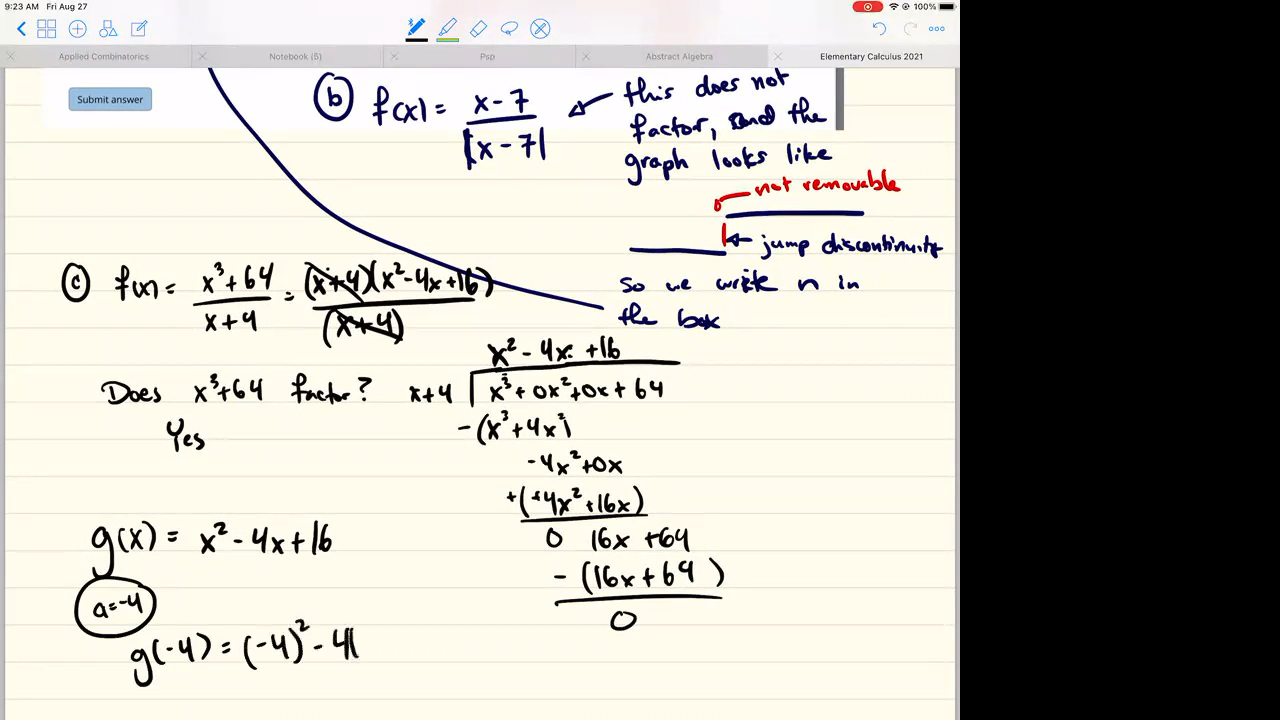 9:23 AM Fri Aug 27
100%
Applied Combinatorics
Notebook (5)
Psp
Abstract Algebra
Elementary Calculus 2021
Submit answer
(b) f(x) = x-7 / |x-7|
this does not
factor, and the
graph looks like
not removable
jump discontinuity
so we write n in
the box
(c) f(x) = x³+64 / x+4 = (x+4)(x²-4x+16) / (x+4)
Does x³+64 factor?
Yes
x² - 4x +16
x+4 x³+0x²+0x+64
-(x³+4x²)
-4x²+0x
+(+4x²+16x)
0 16x +64
- (16x+64)
0
g(x) = x² - 4x + 16
a=-4
g(-4) = (-4)² - 4(